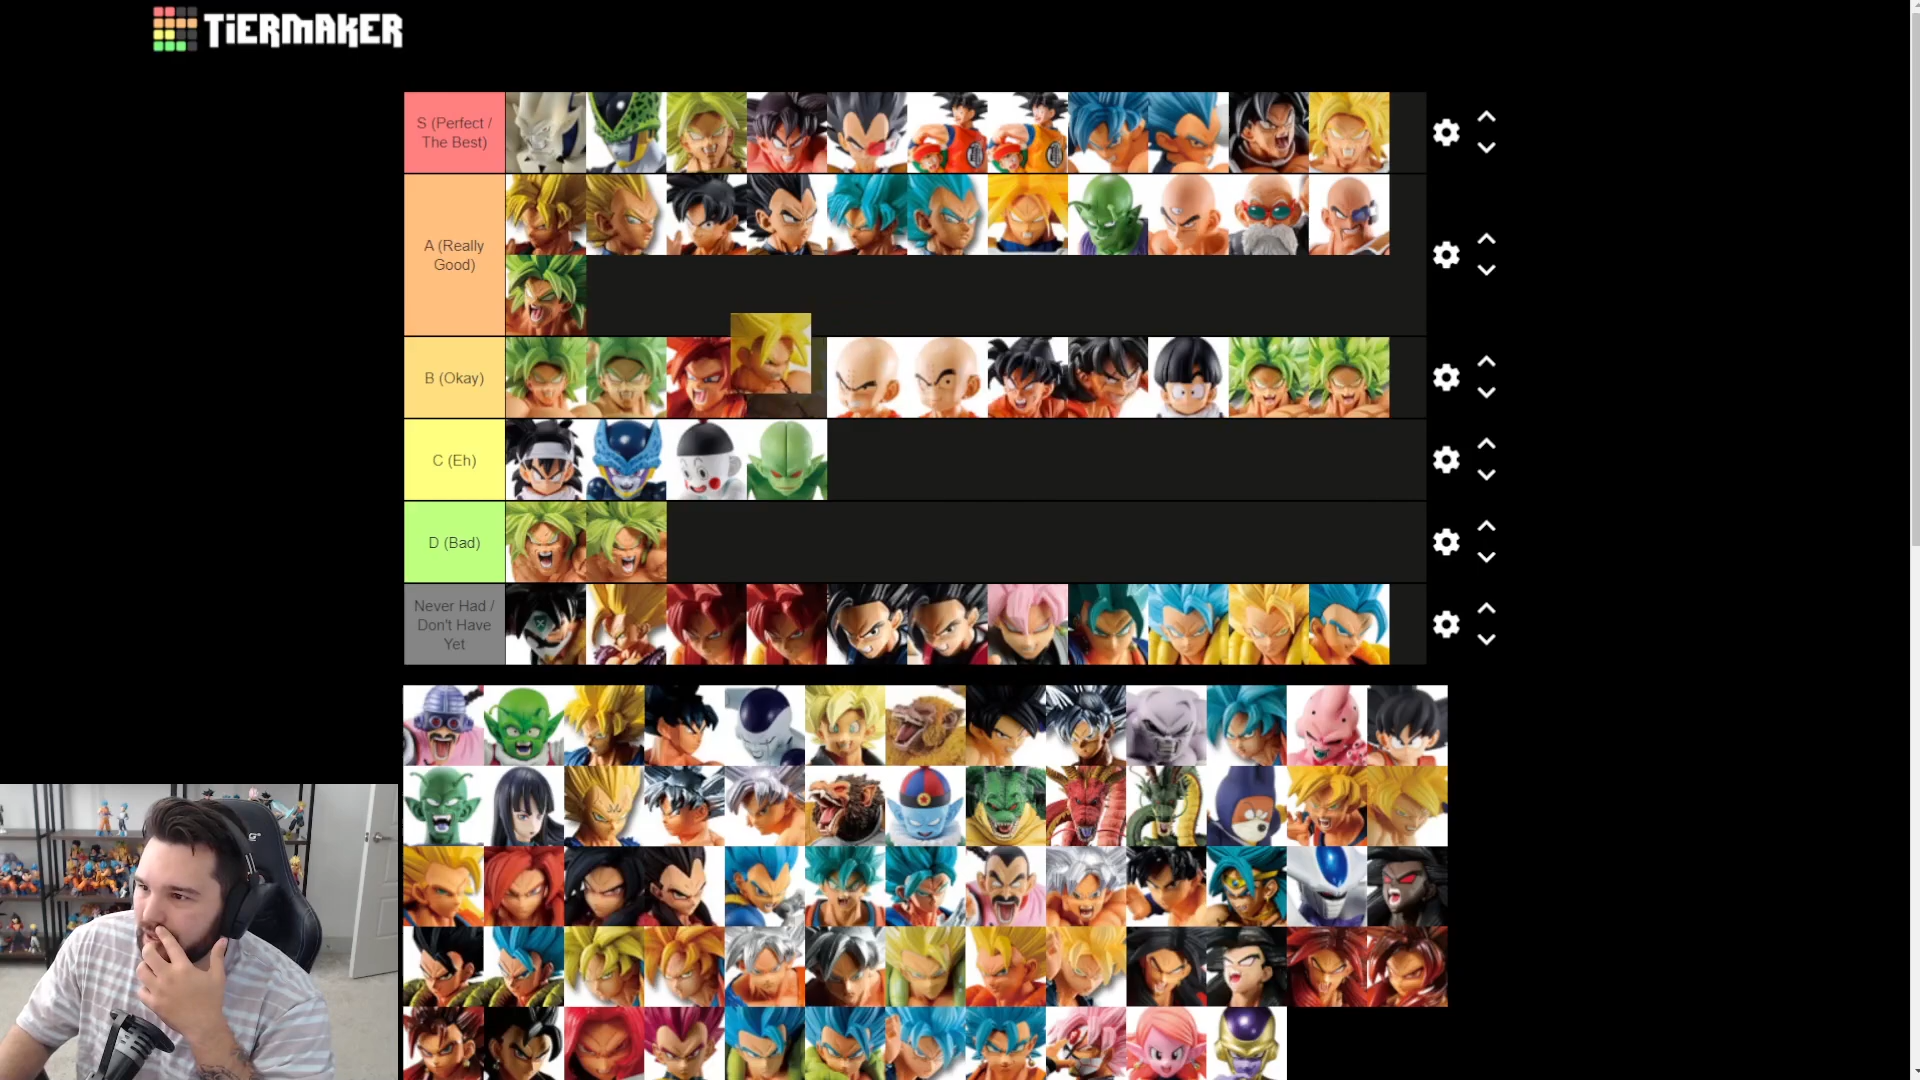 TiERMAKER
S (Perfect /
The Best)
A (Really
Good)
B (Okay)
C (Eh)
D (Bad)
Never Had /
Don't Have
Yet